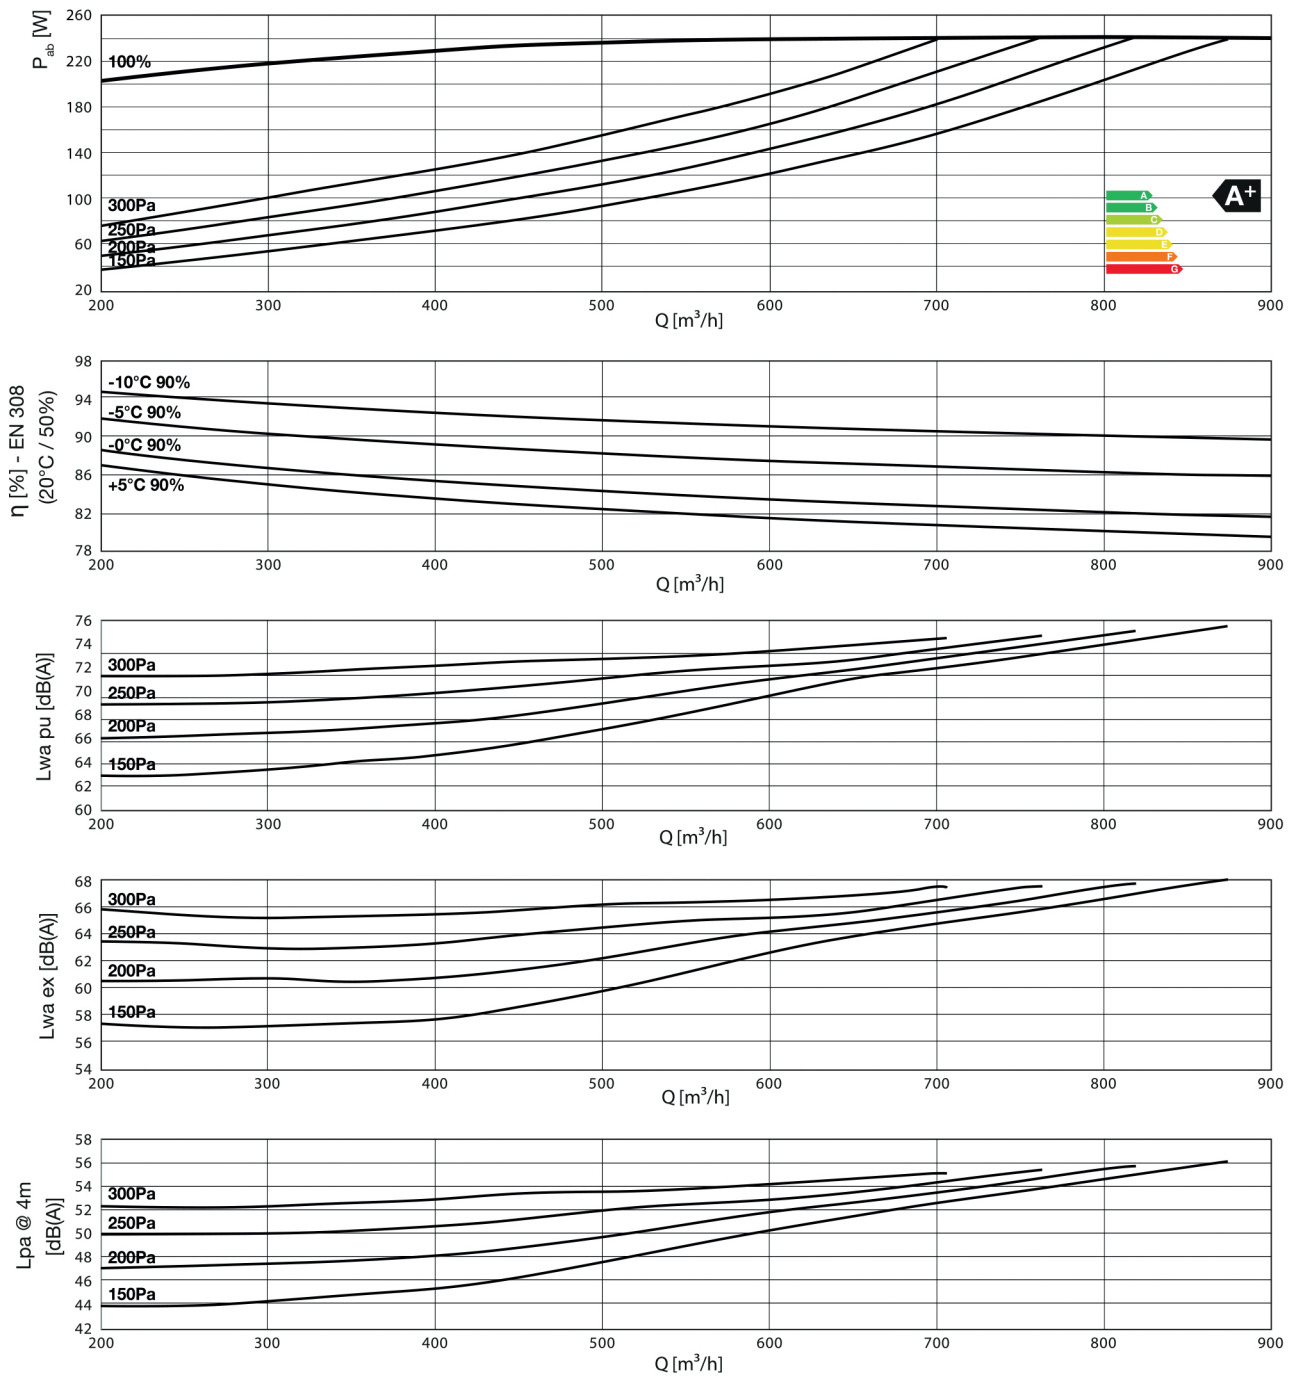 260
220
180
140
100
60
20
P_ab [W]
100%
300Pa
250Pa
200Pa
150Pa
A+
A
B
C
D
E
F
G
200 300 400 500 600 700 800 900
Q [m³/h]
98
94
90
86
82
78
η [%] - EN 308
(20°C / 50%)
-10°C 90%
-5°C 90%
-0°C 90%
+5°C 90%
200 300 400 500 600 700 800 900
Q [m³/h]
76
74
72
70
68
66
64
62
60
Lwa pu [dB(A)]
300Pa
250Pa
200Pa
150Pa
200 300 400 500 600 700 800 900
Q [m³/h]
68
66
64
62
60
58
56
54
Lwa ex [dB(A)]
300Pa
250Pa
200Pa
150Pa
200 300 400 500 600 700 800 900
Q [m³/h]
58
56
54
52
50
48
46
44
42
Lpa @ 4m
[dB(A)]
300Pa
250Pa
200Pa
150Pa
200 300 400 500 600 700 800 900
Q [m³/h]